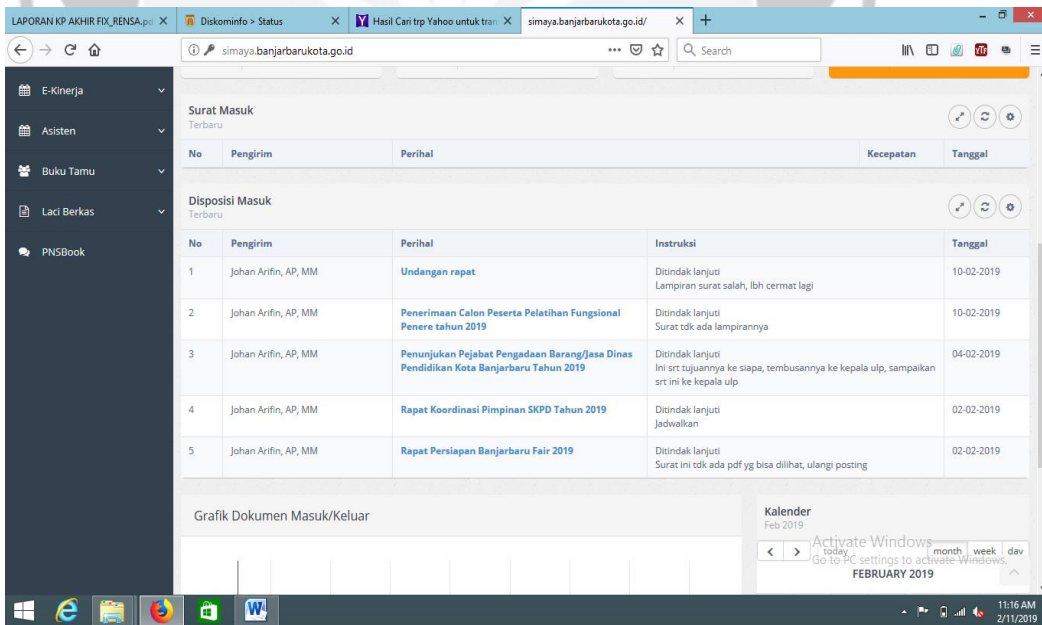 LAPORAN KP AKHIR FIX_RENSA.pd
Diskominfo > Status
Hasil Cari trp Yahoo untuk tran
simaya.banjarbarukota.go.id/
simaya.banjarbarukota.go.id
Search
E-Kinerja
Asisten
Buku Tamu
Laci Berkas
PNSBook
Surat Masuk
Terbaru
No Pengirim Perihal Kecepatan Tanggal
Disposisi Masuk
Terbaru
No Pengirim Perihal Instruksi Tanggal
1 Johan Arifin, AP, MM Undangan rapat Ditindak lanjuti 10-02-2019
Lampiran surat salah, lbh cermat lagi
2 Johan Arifin, AP, MM Penerimaan Calon Peserta Pelatihan Fungsional Ditindak lanjuti 10-02-2019
Penere tahun 2019 Surat tdk ada lampirannya
3 Johan Arifin, AP, MM Penunjukan Pejabat Pengadaan Barang/Jasa Dinas Ditindak lanjuti 04-02-2019
Pendidikan Kota Banjarbaru Tahun 2019 Ini srt tujuannya ke siapa, tembusannya ke kepala ulp, sampaikan
srt ini ke kepala ulp
4 Johan Arifin, AP, MM Rapat Koordinasi Pimpinan SKPD Tahun 2019 Ditindak lanjuti 02-02-2019
Jadwalkan
5 Johan Arifin, AP, MM Rapat Persiapan Banjarbaru Fair 2019 Ditindak lanjuti 02-02-2019
Surat ini tdk ada pdf yg bisa dilihat, ulangi posting
Grafik Dokumen Masuk/Keluar
Kalender
Feb 2019
Activate Windows
today month week day
Go to PC settings to activate Windows.
FEBRUARY 2019
11:16 AM
2/11/2019